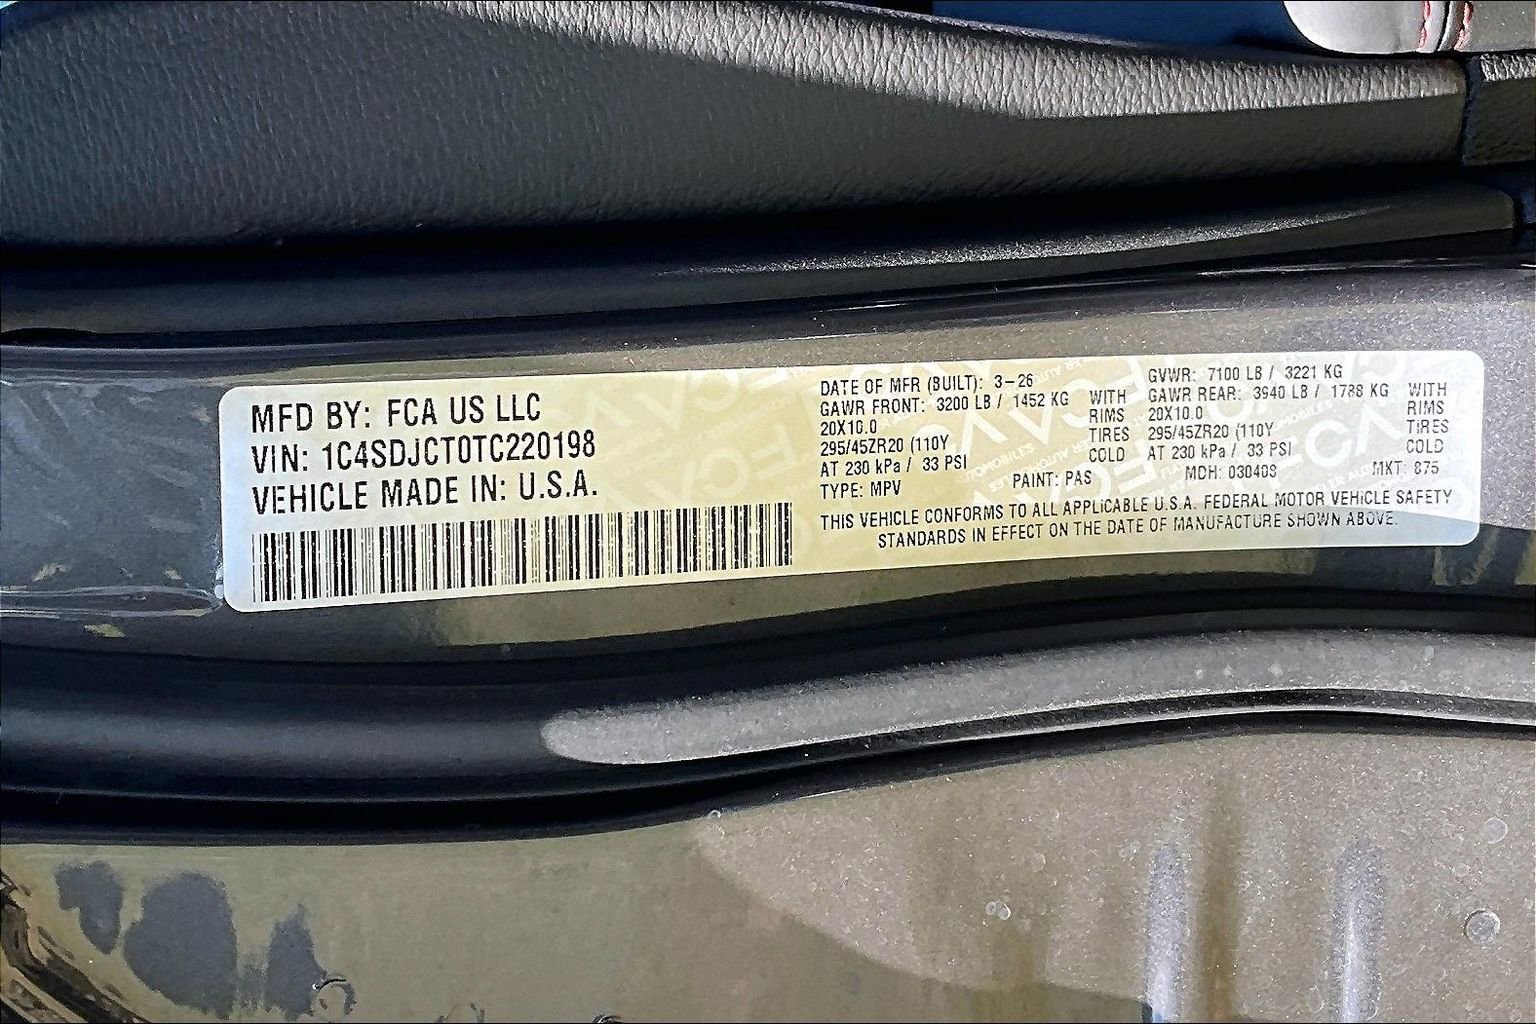 MFD BY: FCA US LLC
VIN: 1C4SDJCT0TC220198
VEHICLE MADE IN: U.S.A.
DATE OF MFR (BUILT): 3-26
GAWR FRONT: 3200 LB / 1452 KG WITH
20X10.0 RIMS
295/45ZR20 (110Y TIRES
AT 230 kPa / 33 PSI COLD
TYPE: MPV PAINT: PAS
GVWR: 7100 LB / 3221 KG
GAWR REAR: 3940 LB / 1788 KG WITH
20X10.0 RIMS
295/45ZR20 (110Y TIRES
AT 230 kPa / 33 PSI COLD
MDH: 030408 MKT: 875
THIS VEHICLE CONFORMS TO ALL APPLICABLE U.S.A. FEDERAL MOTOR VEHICLE SAFETY
STANDARDS IN EFFECT ON THE DATE OF MANUFACTURE SHOWN ABOVE.